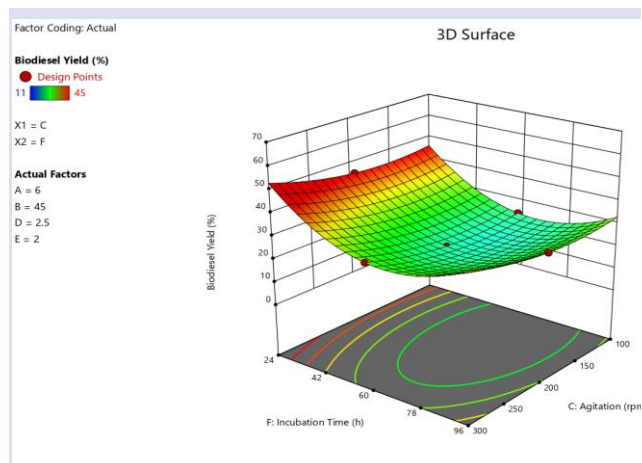 Factor Coding: Actual
3D Surface
Biodiesel Yield (%)
Design Points
11 45
X1 = C
X2 = F
Actual Factors
A = 6
B = 45
D = 2.5
E = 2
70
60
50
40
30
20
10
0
Biodiesel Yield (%)
24
42
60
78
96
F: Incubation Time (h)
100
150
200
250
300
C: Agitation (rpm